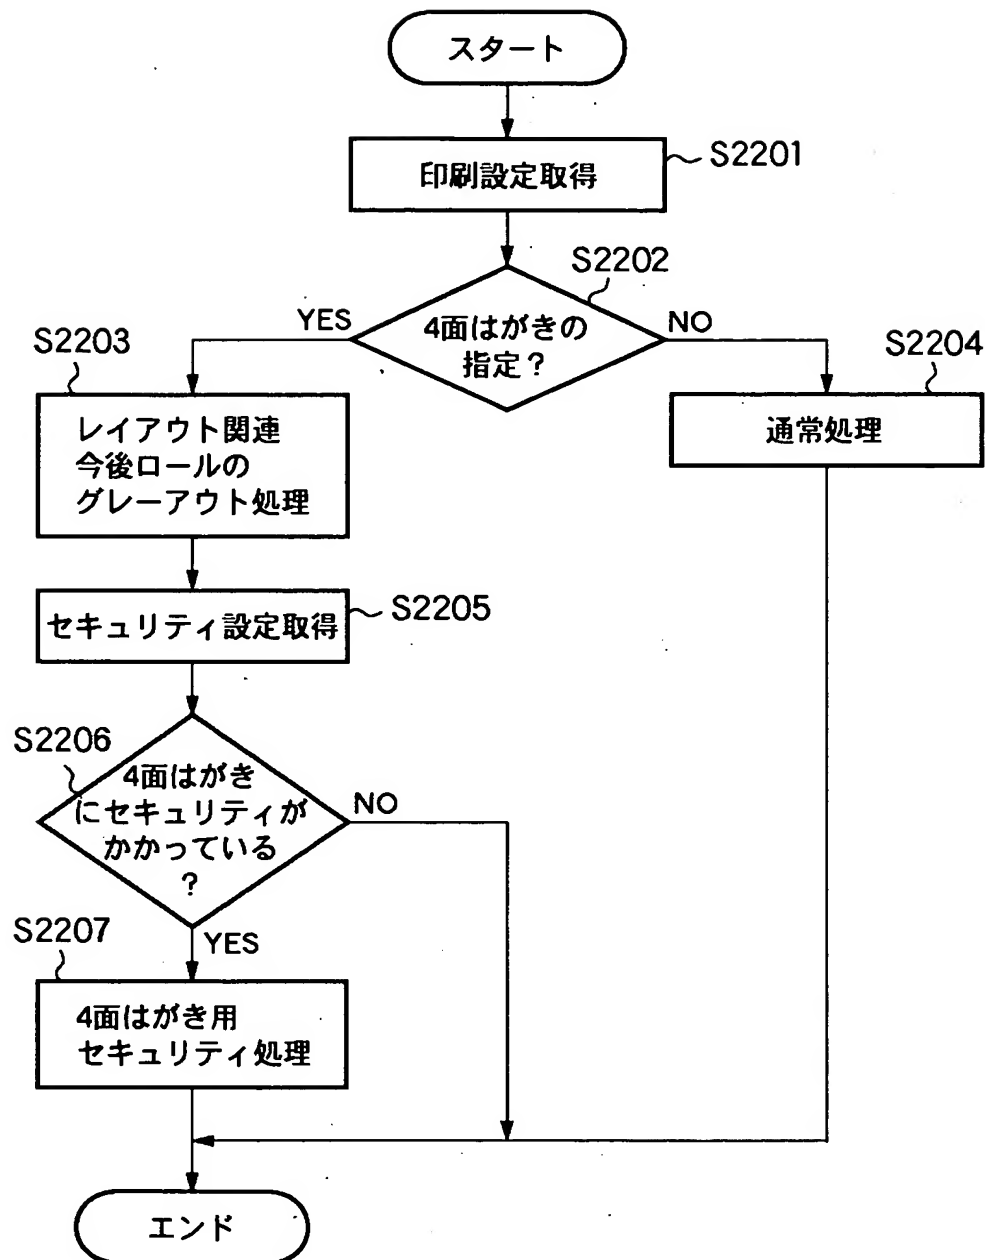 スタート
印刷設定取得
S2201
S2202
4面はがきの
指定?
YES
NO
S2203
レイアウト関連
今後ロールの
グレーアウト処理
S2204
通常処理
セキュリティ設定取得
S2205
S2206
4面はがき
にセキュリティが
かかっている
?
NO
YES
S2207
4面はがき用
セキュリティ処理
エンド